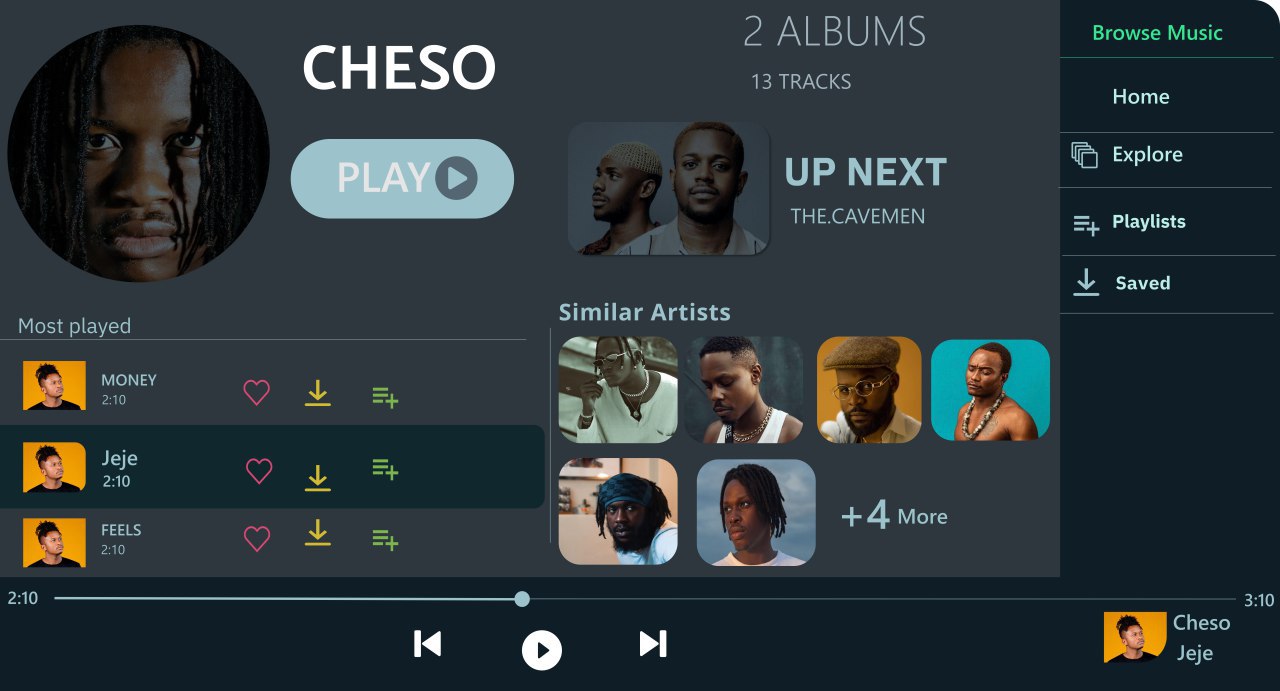 CHESO
PLAY
2 ALBUMS
13 TRACKS
UP NEXT
THE.CAVEMEN
Browse Music
Home
Explore
Playlists
Saved
Most played
MONEY
2:10
Jeje
2:10
FEELS
2:10
Similar Artists
+4 More
2:10
3:10
Cheso
Jeje